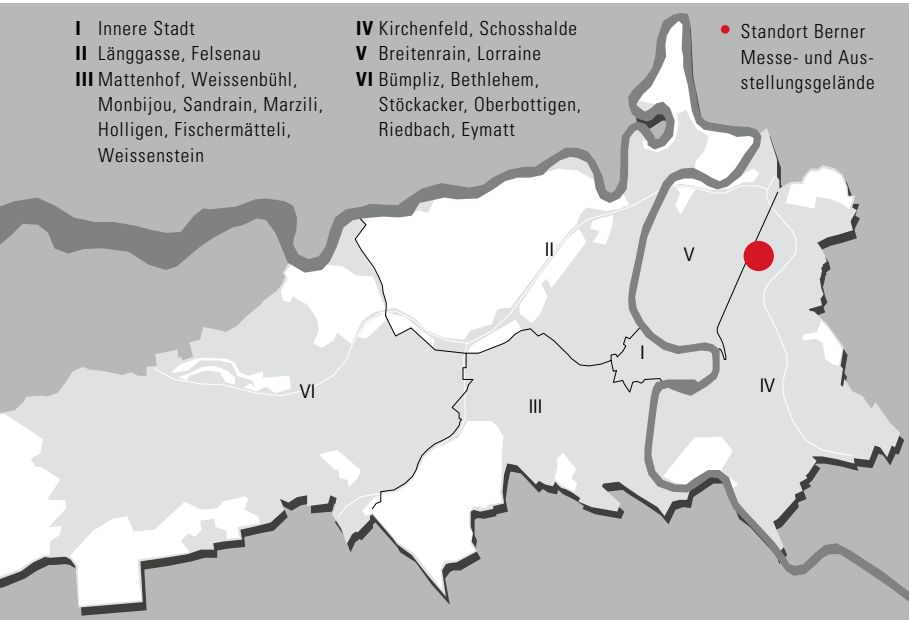 I Innere Stadt
II Länggasse, Felsenau
III Mattenhof, Weissenbühl,
Monbijou, Sandrain, Marzili,
Holligen, Fischermätteli,
Weissenstein
IV Kirchenfeld, Schosshalde
V Breitenrain, Lorraine
VI Bümpliz, Bethlehem,
Stöckacker, Oberbottigen,
Riedbach, Eymatt
Standort Berner
Messe- und Aus-
stellungsgelände
II
V
I
VI
III
IV